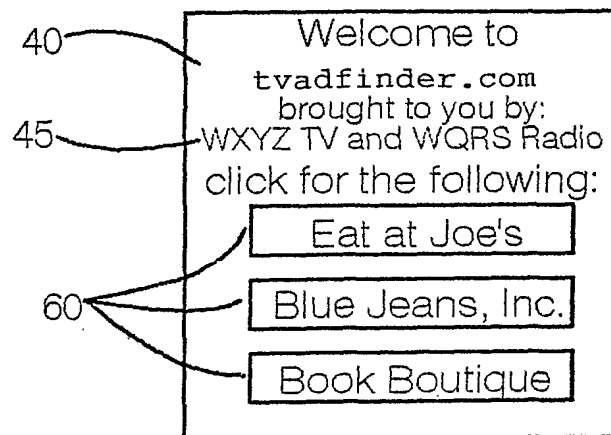 40
Welcome to
tvadfinder.com
brought to you by:
45
WXYZ TV and WQRS Radio
click for the following:
Eat at Joe's
60
Blue Jeans, Inc.
Book Boutique